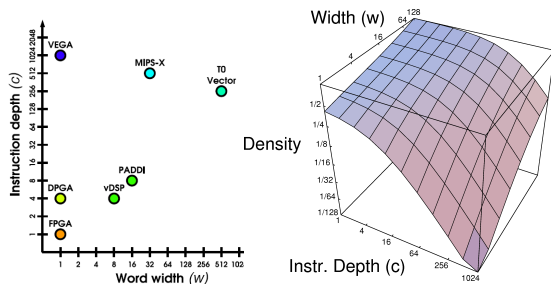 Instruction depth (c)
2048
1024
512
256
128
64
32
16
8
4
2
1
VEGA
MIPS-X
T0
Vector
PADDI
DPGA
vDSP
FPGA
1 2 4 8 16 32 64 128 256 512 102
Word width (w)
Width (w)
128
64
16
4
1
1
1/2
1/4
1/8
1/16
1/32
1/64
1/128
Density
1
4
16
64
256
1024
Instr. Depth (c)